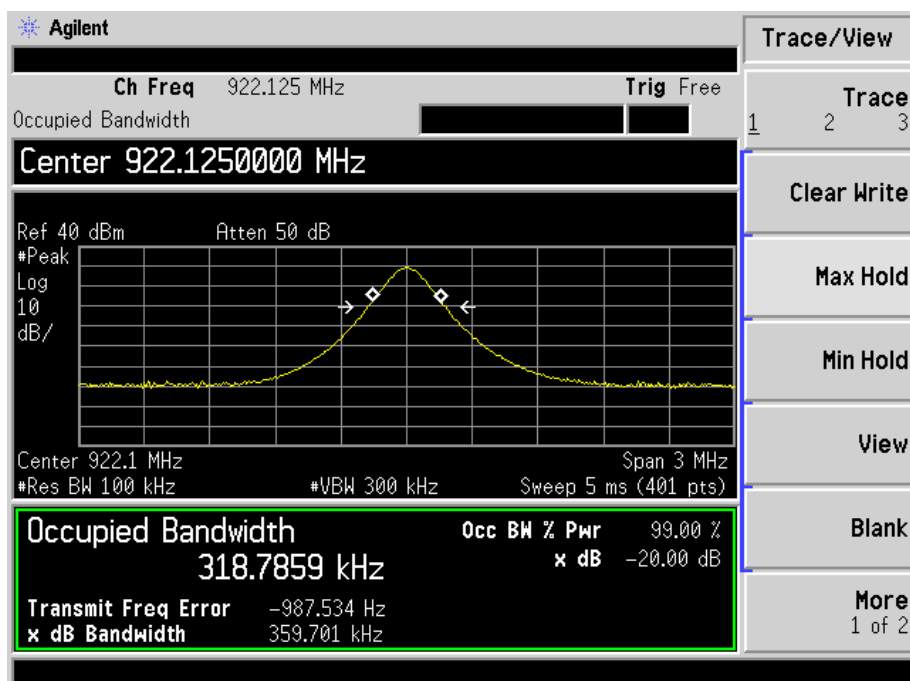 Agilent
Trace/View
Ch Freq 922.125 MHz Trig Free
Occupied Bandwidth
Trace
1 2 3
Center 922.1250000 MHz
Clear Write
Ref 40 dBm Atten 50 dB
#Peak
Log
10
dB/
Max Hold
Min Hold
View
Center 922.1 MHz Span 3 MHz
#Res BW 100 kHz #VBW 300 kHz Sweep 5 ms (401 pts)
Occupied Bandwidth Occ BW % Pwr 99.00 %
318.7859 kHz x dB -20.00 dB
Blank
Transmit Freq Error -987.534 Hz
x dB Bandwidth 359.701 kHz
More
1 of 2